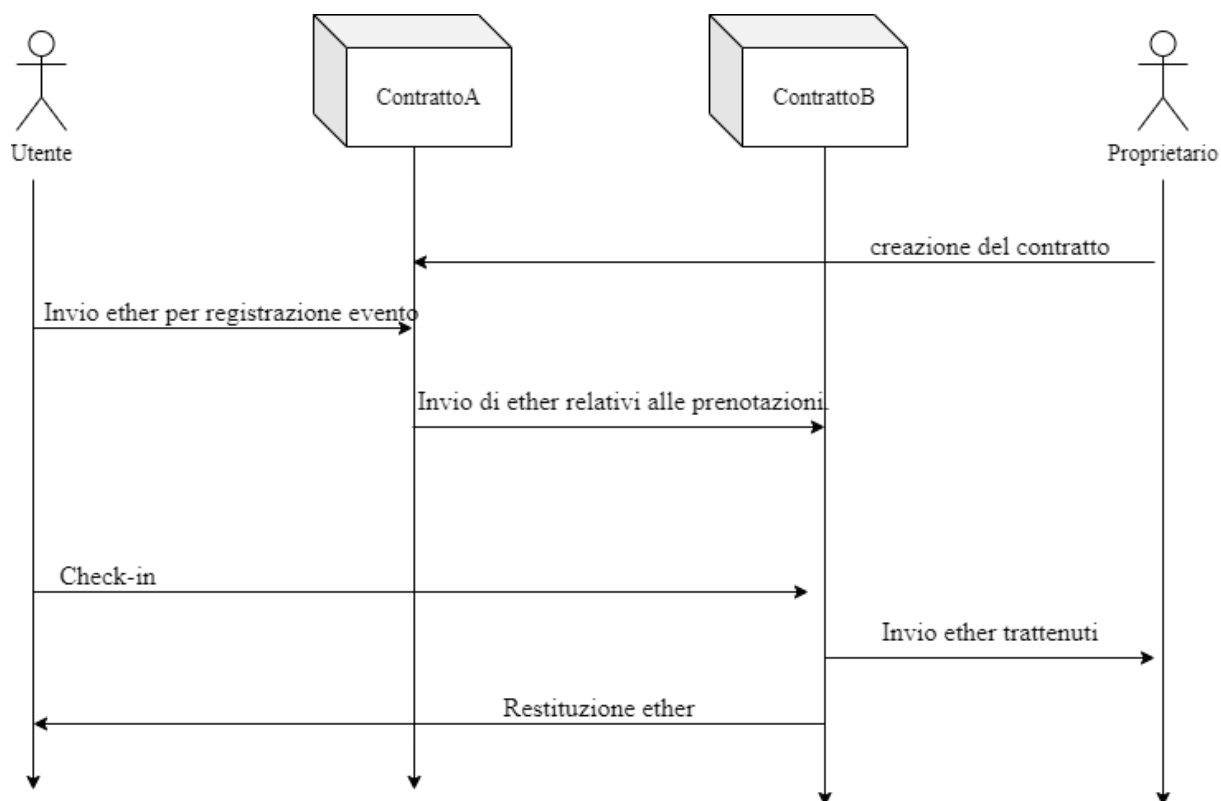 Utente
ContrattoA
ContrattoB
Proprietario
creazione del contratto
Invio ether per registrazione evento
Invio di ether relativi alle prenotazioni.
Check-in
Invio ether trattenuti
Restituzione ether